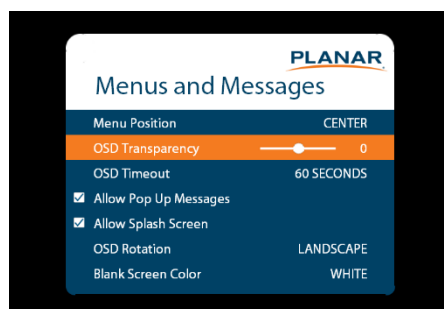 PLANAR
Menus and Messages
Menu Position CENTER
OSD Transparency 0
OSD Timeout 60 SECONDS
Allow Pop Up Messages
Allow Splash Screen
OSD Rotation LANDSCAPE
Blank Screen Color WHITE